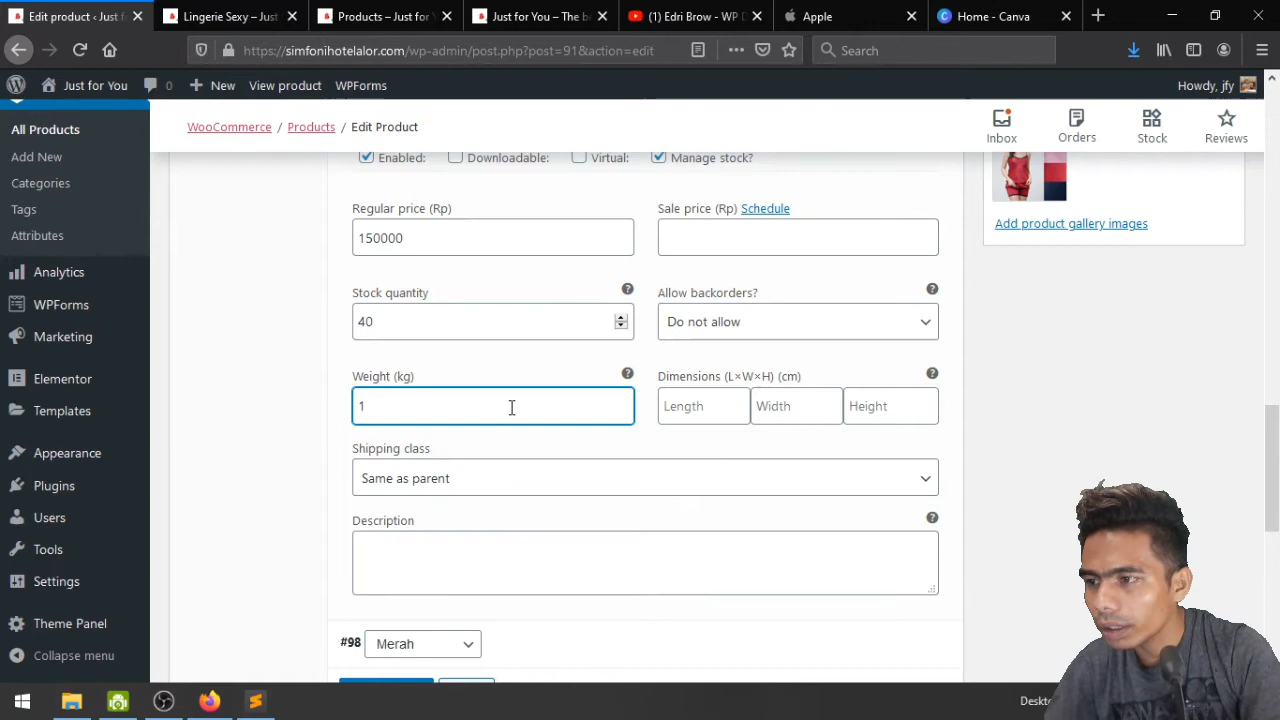 Edit product ‹ Just f
Lingerie Sexy – Just
Products – Just for Y
Just for You – The b
(1) Edri Brow - WP D
Apple
Home - Canva
https://simfonihotelalor.com/wp-admin/post.php?post=91&action=edit
Search
Just for You
0
New
View product
WPForms
Howdy, jfy
All Products
Add New
Categories
Tags
Attributes
Analytics
WPForms
Marketing
Elementor
Templates
Appearance
Plugins
Users
Tools
Settings
Theme Panel
Collapse menu
WooCommerce / Products / Edit Product
Inbox
Orders
Stock
Reviews
Enabled:
Downloadable:
Virtual:
Manage stock?
Regular price (Rp)
150000
Sale price (Rp) Schedule
Stock quantity
40
Allow backorders?
Do not allow
Weight (kg)
1
Dimensions (L×W×H) (cm)
Length
Width
Height
Shipping class
Same as parent
Description
#98
Merah
Add product gallery images
Deskto